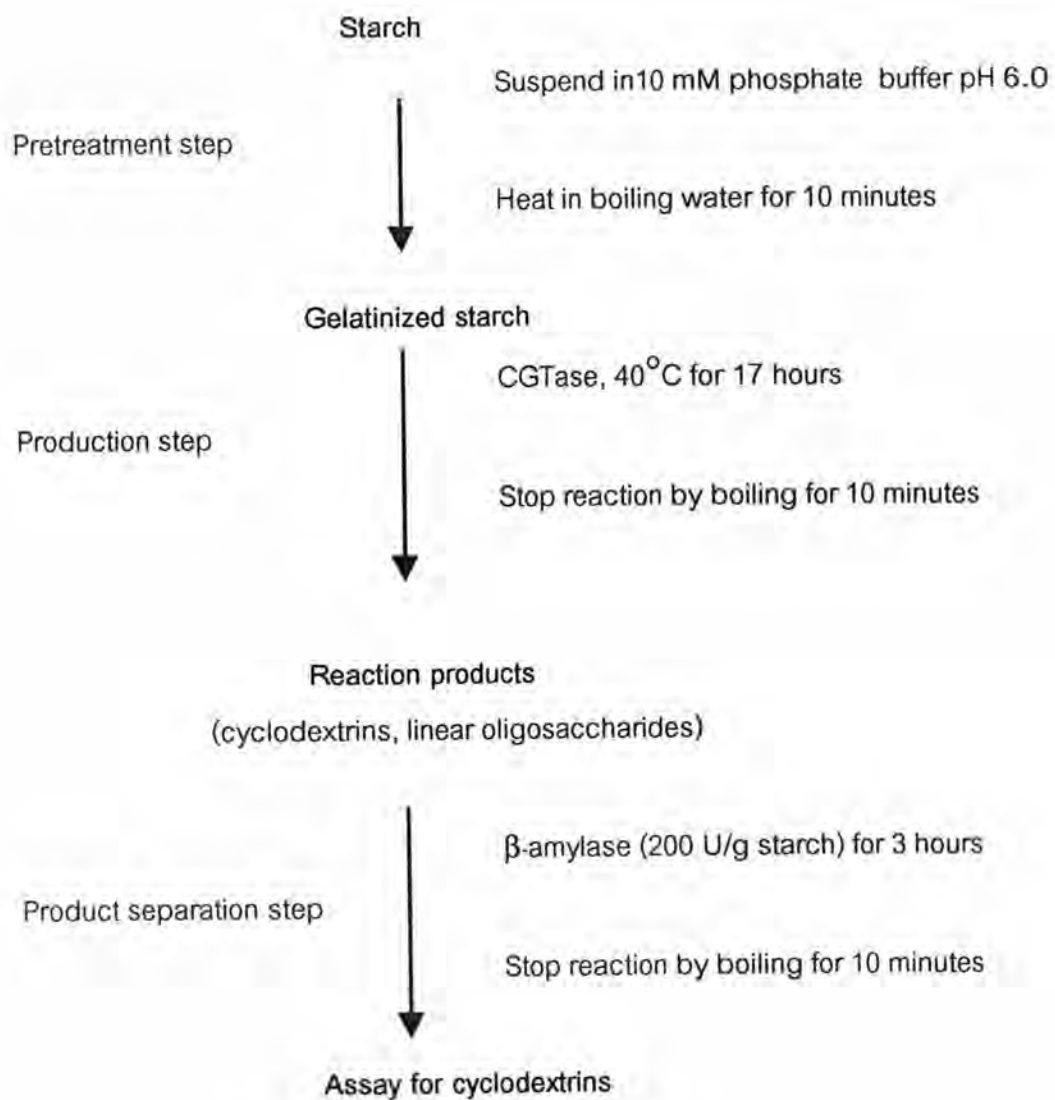 Starch
Suspend in10 mM phosphate buffer pH 6.0
Pretreatment step
Heat in boiling water for 10 minutes
Gelatinized starch
CGTase, 40°C for 17 hours
Production step
Stop reaction by boiling for 10 minutes
Reaction products
(cyclodextrins, linear oligosaccharides)
β-amylase (200 U/g starch) for 3 hours
Product separation step
Stop reaction by boiling for 10 minutes
Assay for cyclodextrins